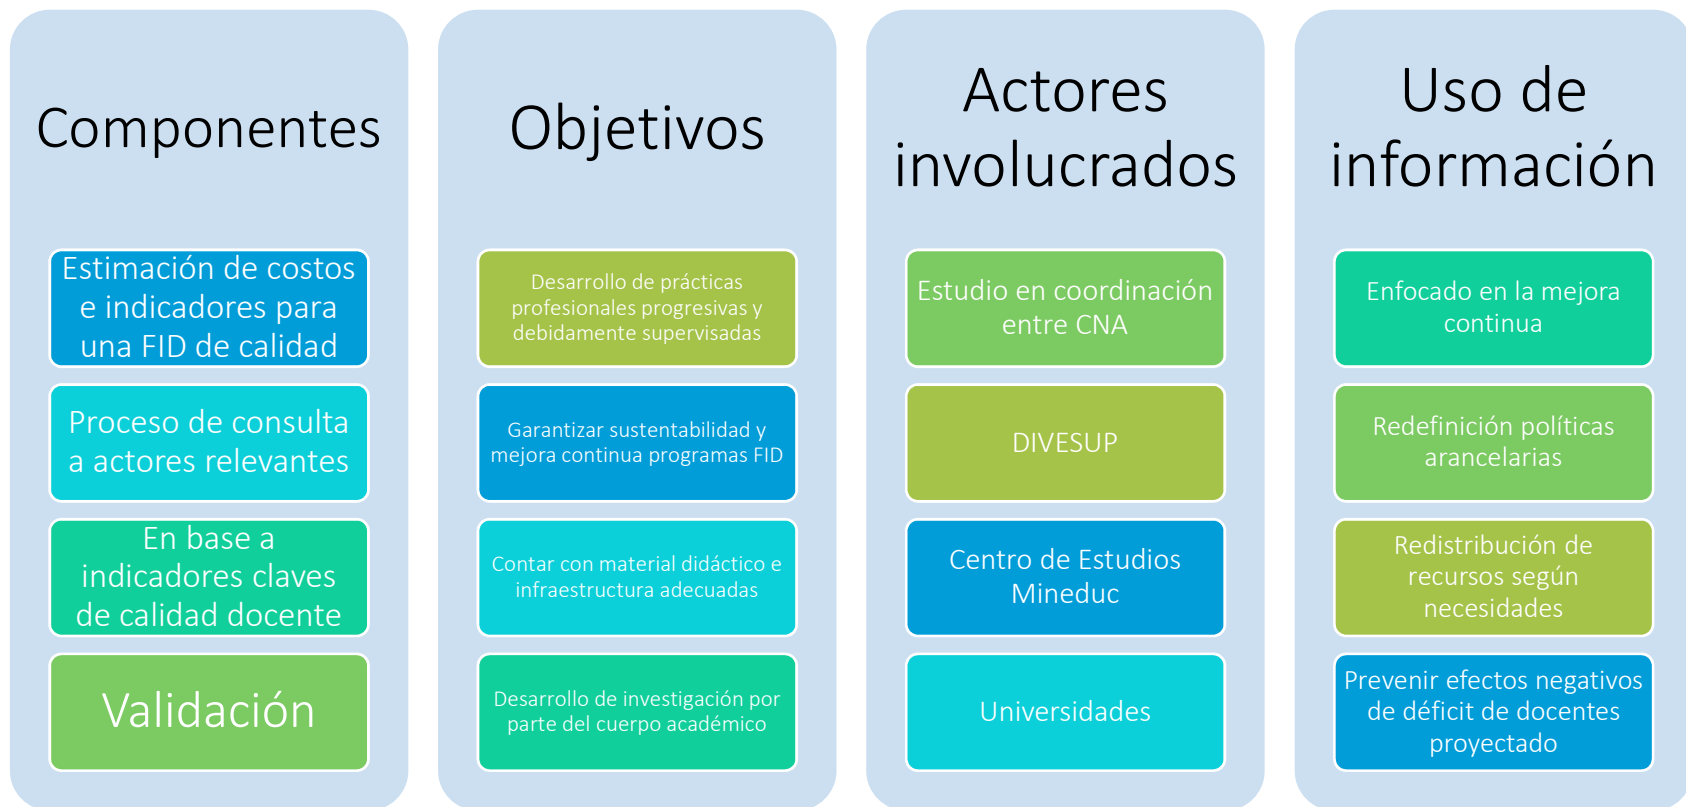 Componentes
Estimación de costos
e indicadores para
una FID de calidad
Proceso de consulta
a actores relevantes
En base a
indicadores claves
de calidad docente
Validación
Objetivos
Desarrollo de prácticas
profesionales progresivas y
debidamente supervisadas
Garantizar sustentabilidad y
mejora continua programas FID
Contar con material didáctico e
infraestructura adecuadas
Desarrollo de investigación por
parte del cuerpo académico
Actores
involucrados
Estudio en coordinación
entre CNA
DIVESUP
Centro de Estudios
Mineduc
Universidades
Uso de
información
Enfocado en la mejora
continua
Redefinición políticas
arancelarias
Redistribución de
recursos según
necesidades
Prevenir efectos negativos
de déficit de docentes
proyectado